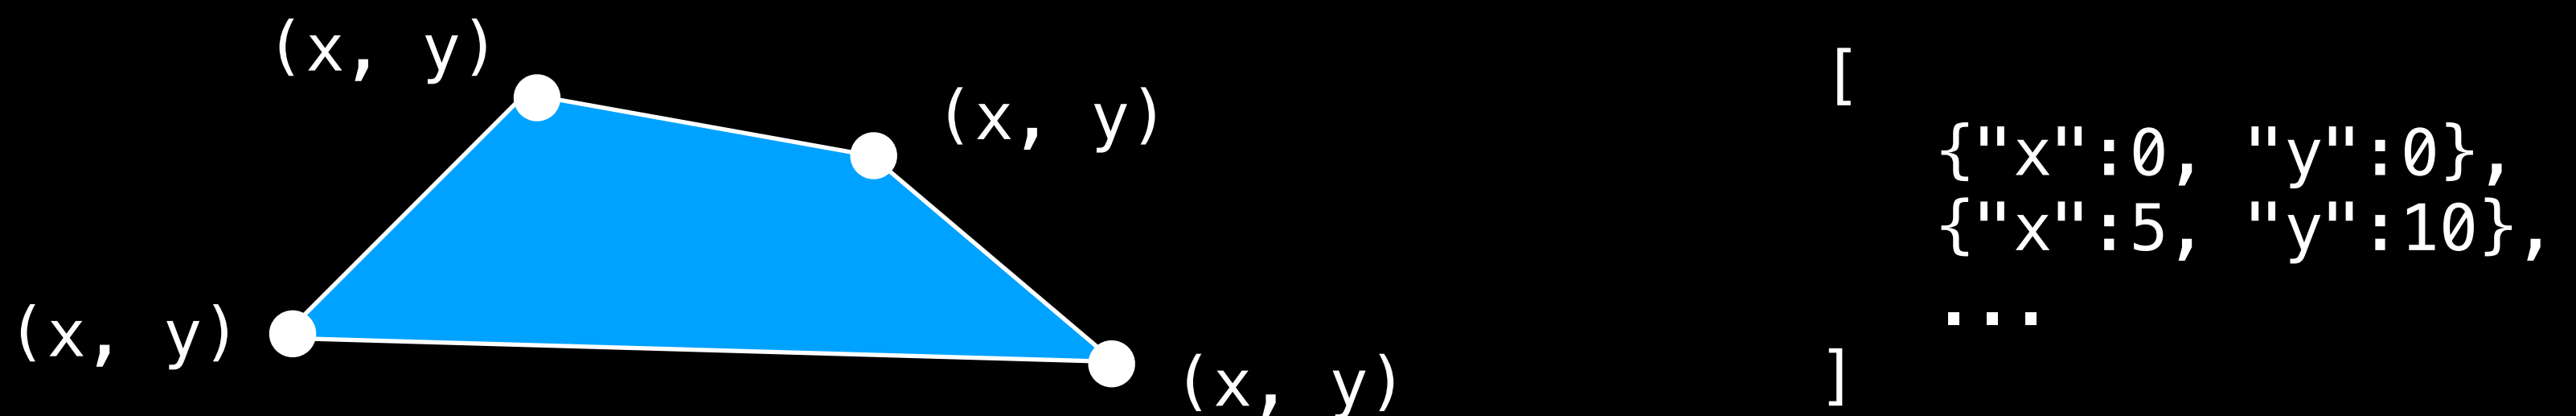 (x, y)
(x, y)
(x, y)
(x, y)
[
{"x":0, "y":0},
{"x":5, "y":10},
...
]